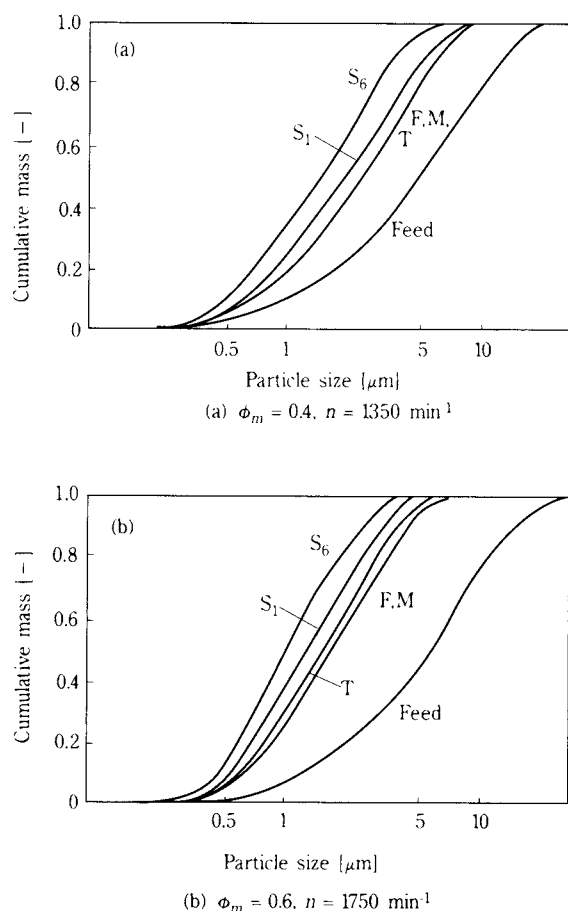 (a)
1.0
0.8
0.6
0.4
0.2
0
Cumulative mass [−]
S6
S1
F,M,
T
Feed
0.5 1 5 10
Particle size [μm]
(a) ϕm = 0.4, n = 1350 min-1
(b)
1.0
0.8
0.6
0.4
0.2
0
Cumulative mass [−]
S6
S1
F,M
T
Feed
0.5 1 5 10
Particle size [μm]
(b) ϕm = 0.6, n = 1750 min-1